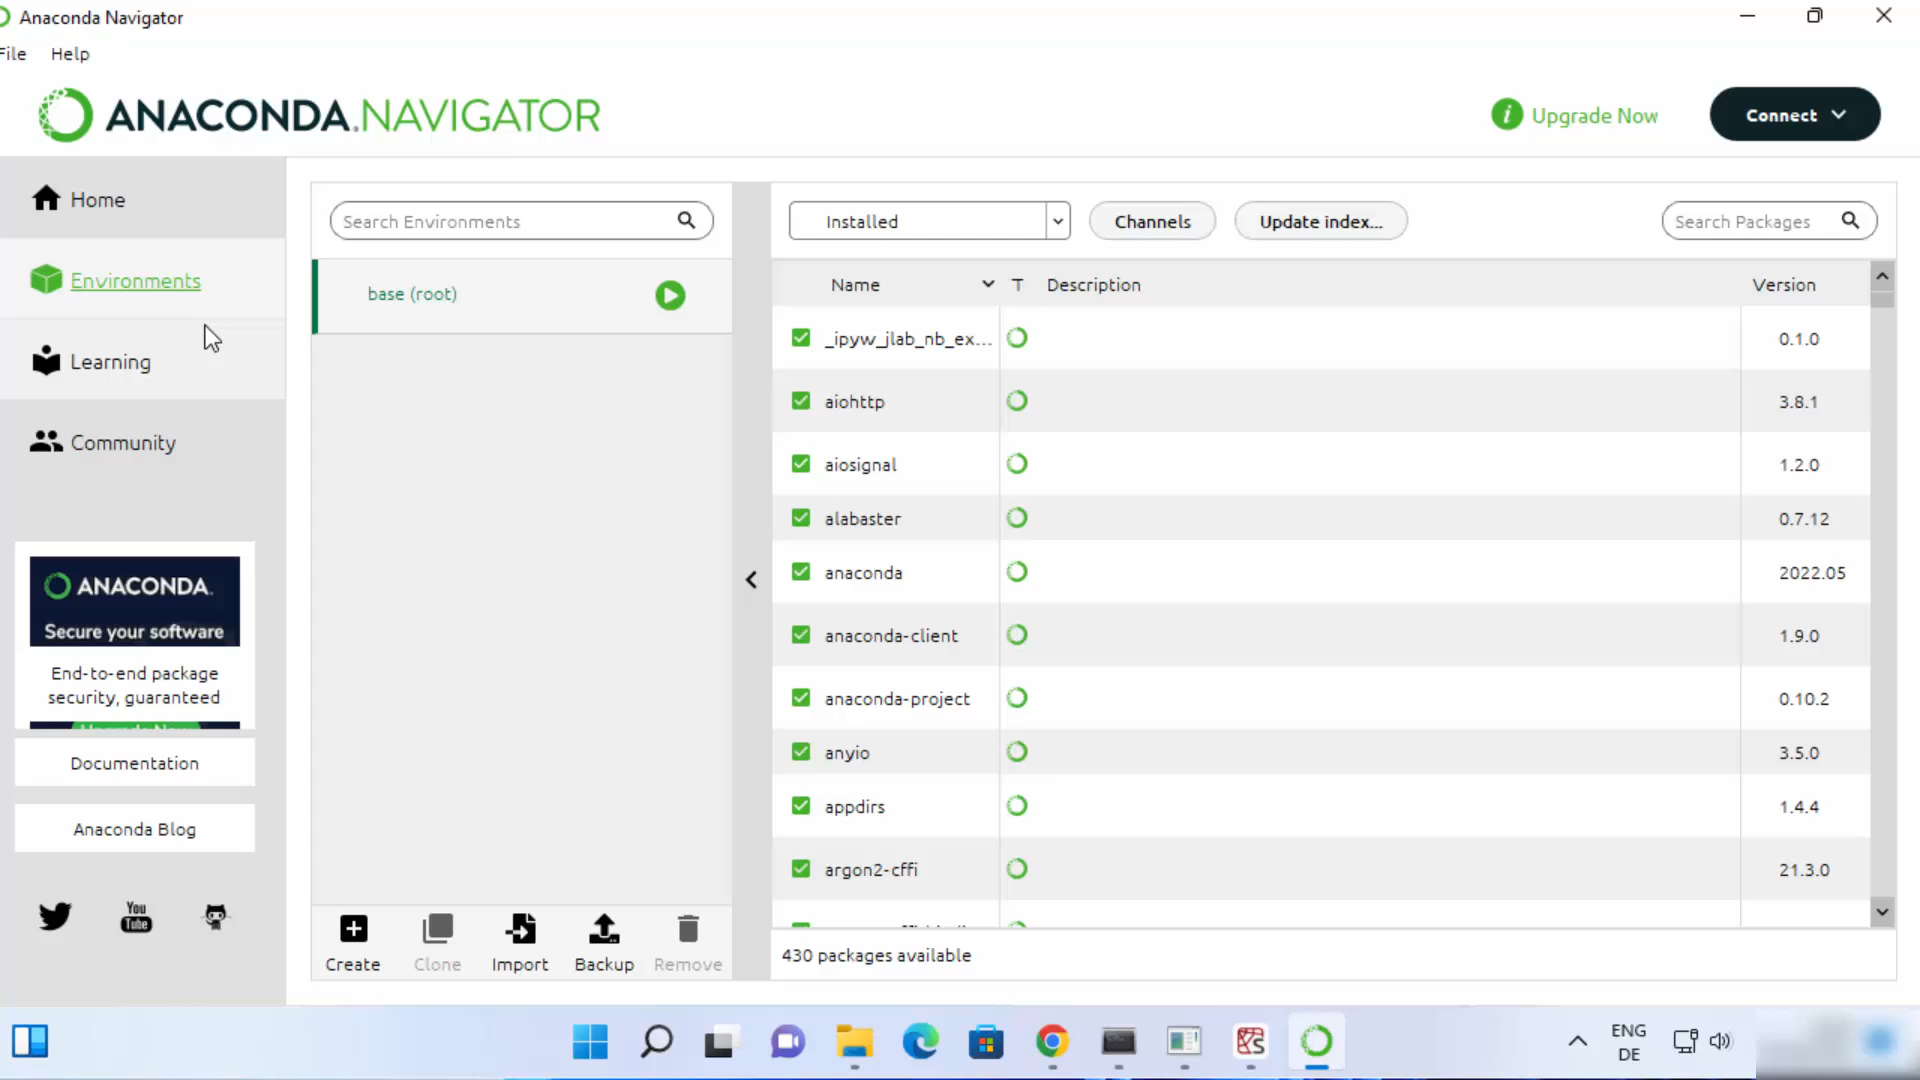 Anaconda Navigator
File Help
ANACONDA.NAVIGATOR
Upgrade Now
Connect
Home
Environments
Learning
Community
ANACONDA.
Secure your software
End-to-end package
security, guaranteed
Upgrade Now
Documentation
Anaconda Blog
You
Tube
Search Environments
base (root)
Create Clone Import Backup Remove
Installed Channels Update index... Search Packages
Name T Description Version
_ipyw_jlab_nb_ex... 0.1.0
aiohttp 3.8.1
aiosignal 1.2.0
alabaster 0.7.12
anaconda 2022.05
anaconda-client 1.9.0
anaconda-project 0.10.2
anyio 3.5.0
appdirs 1.4.4
argon2-cffi 21.3.0
430 packages available
ENG
DE